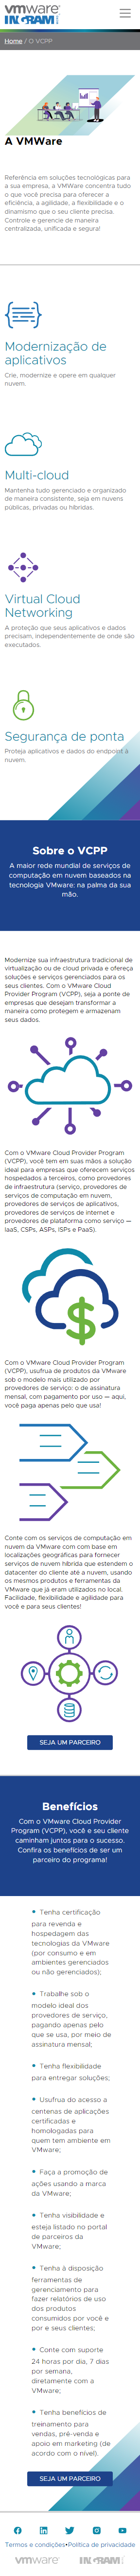 vmware
INGRAM
Home / O VCPP
A VMWare
Referência em soluções tecnológicas para
a sua empresa, a VMWare concentra tudo
o que você precisa para oferecer a
eficiência, a agilidade, a flexibilidade e o
dinamismo que o seu cliente precisa.
Controle e gerencie de maneira
centralizada, unificada e segura!
Modernização de
aplicativos
Crie, modernize e opere em qualquer
nuvem.
Multi-cloud
Mantenha tudo gerenciado e organizado
de maneira consistente, seja em nuvens
públicas, privadas ou híbridas.
Virtual Cloud
Networking
A proteção que seus aplicativos e dados
precisam, independentemente de onde são
executados.
Segurança de ponta
Proteja aplicativos e dados do endpoint à
nuvem.
Sobre o VCPP
A maior rede mundial de serviços de
computação em nuvem baseados na
tecnologia VMware: na palma da sua
mão.
Modernize sua infraestrutura tradicional de
virtualização ou de cloud privada e ofereça
soluções e serviços gerenciados para os
seus clientes. Com o VMware Cloud
Provider Program (VCPP), seja a ponte de
empresas que desejam transformar a
maneira como protegem e armazenam
seus dados.
Com o VMware Cloud Provider Program
(VCPP), você tem em suas mãos a solução
ideal para empresas que oferecem serviços
hospedados a terceiros, como provedores
de infraestrutura (serviço, provedores de
serviços de computação em nuvem,
provedores de serviços de aplicativos,
provedores de serviços de internet e
provedores de plataforma como serviço —
IaaS, CSPs, ASPs, ISPs e PaaS).
Com o VMware Cloud Provider Program
(VCPP), usufrua de produtos da VMware
sob o modelo mais utilizado por
provedores de serviço: o de assinatura
mensal, com pagamento por uso — aqui,
você paga apenas pelo que usa!
Conte com os serviços de computação em
nuvem da VMware com com base em
localizações geográficas para fornecer
serviços de nuvem híbrida que estendem o
datacenter do cliente até a nuvem, usando
os mesmos produtos e ferramentas da
VMware que já eram utilizados no local.
Facilidade, flexibilidade e agilidade para
você e para seus clientes!
SEJA UM PARCEIRO
Benefícios
Com o VMware Cloud Provider
Program (VCPP), você e seu cliente
caminham juntos para o sucesso.
Confira os benefícios de ser um
parceiro do programa!
• Tenha certificação
para revenda e
hospedagem das
tecnologias da VMware
(por consumo e em
ambientes gerenciados
ou não gerenciados);
• Trabalhe sob o
modelo ideal dos
provedores de serviço,
pagando apenas pelo
que se usa, por meio de
assinatura mensal;
• Tenha flexibilidade
para entregar soluções;
• Usufrua do acesso a
centenas de aplicações
certificadas e
homologadas para
quem tem ambiente em
VMware;
• Faça a promoção de
ações usando a marca
da VMware;
• Tenha visibilidade e
esteja listado no portal
de parceiros da
VMware;
• Tenha à disposição
ferramentas de
gerenciamento para
fazer relatórios de uso
dos produtos
consumidos por você e
por e seus clientes;
• Conte com suporte
24 horas por dia, 7 dias
por semana,
diretamente com a
VMware;
• Tenha benefícios de
treinamento para
vendas, pré-venda e
apoio em marketing (de
acordo com o nível).
SEJA UM PARCEIRO
Termos e condições•Política de privacidade
vmware
INGRAM